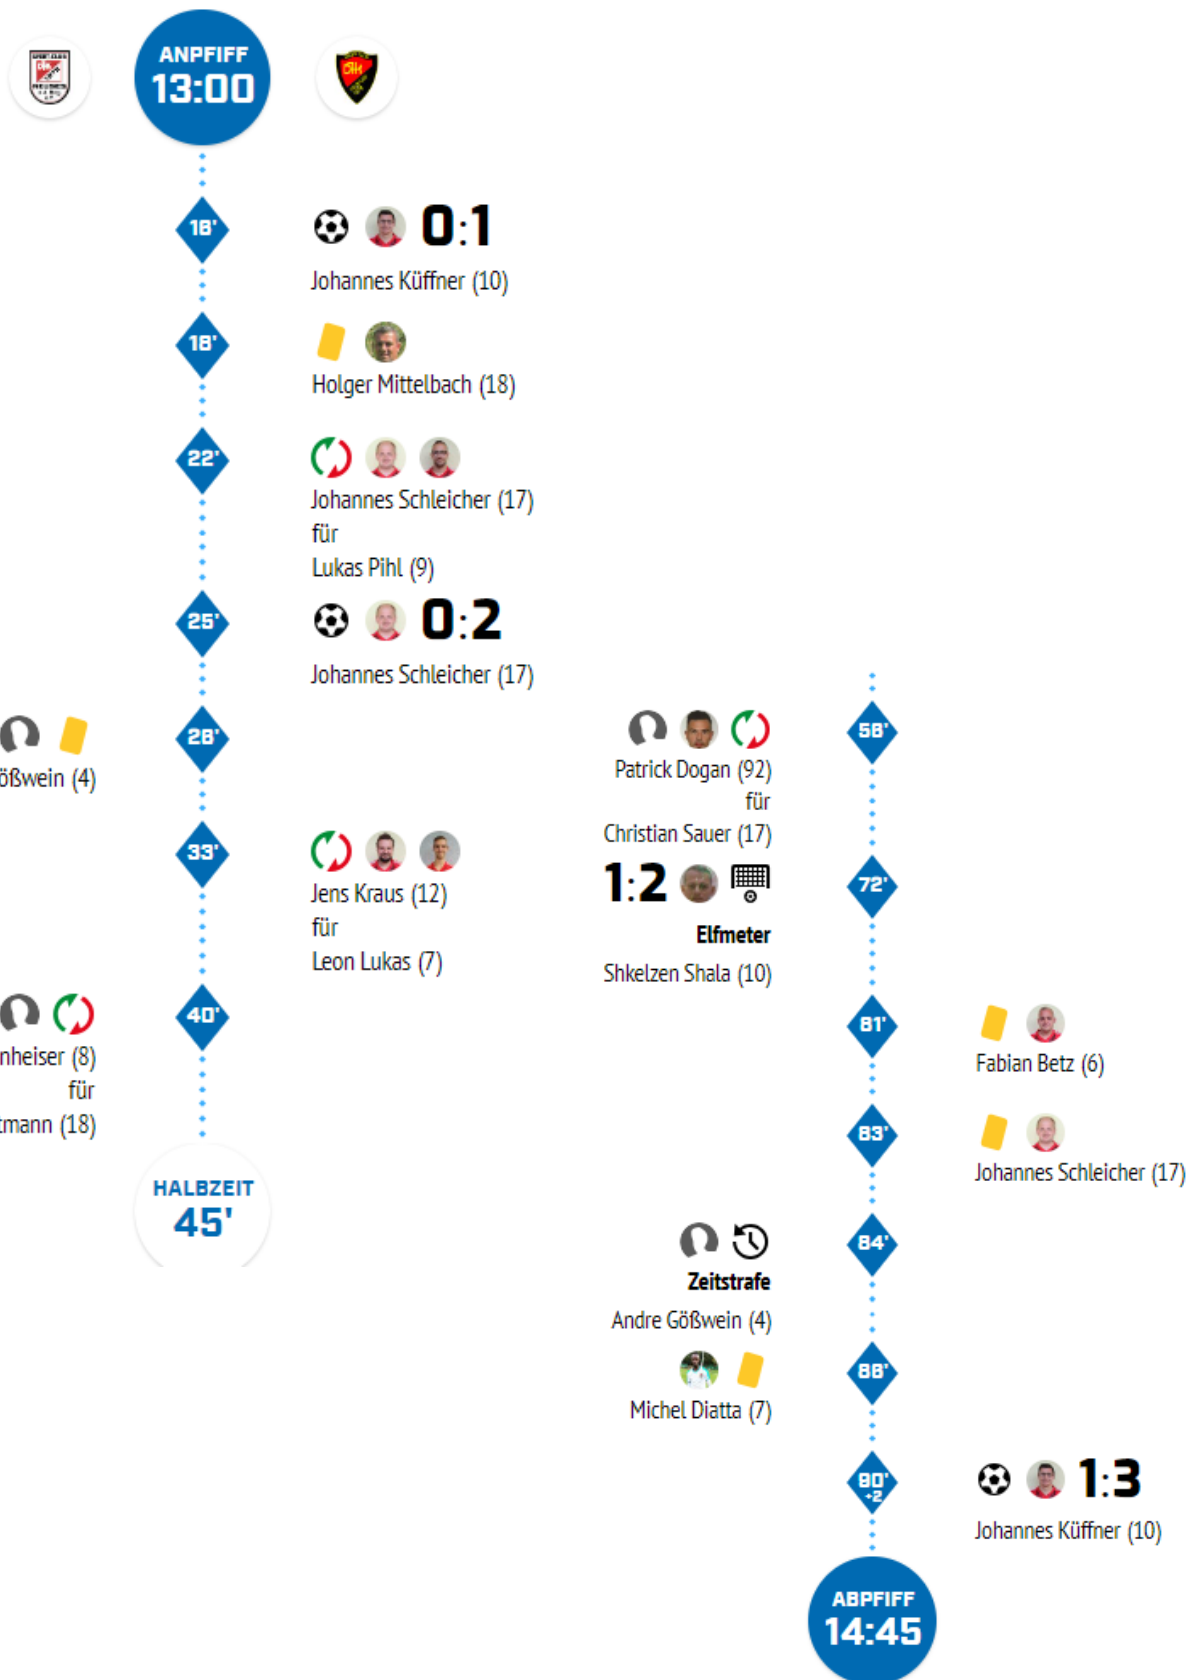 ANPFIFF
13:00
18'
0:1
Johannes Küffner (10)
18'
Holger Mittelbach (18)
22'
Johannes Schleicher (17)
für
Lukas Pihl (9)
25'
0:2
Johannes Schleicher (17)
28'
ößwein (4)
33'
Jens Kraus (12)
für
Leon Lukas (7)
40'
nheiser (8)
für
tmann (18)
HALBZEIT
45'
58'
Patrick Dogan (92)
für
Christian Sauer (17)
1:2
72'
Elfmeter
Shkelzen Shala (10)
81'
Fabian Betz (6)
83'
Johannes Schleicher (17)
84'
Zeitstrafe
Andre Gößwein (4)
88'
Michel Diatta (7)
90'
+2
1:3
Johannes Küffner (10)
ABPFIFF
14:45